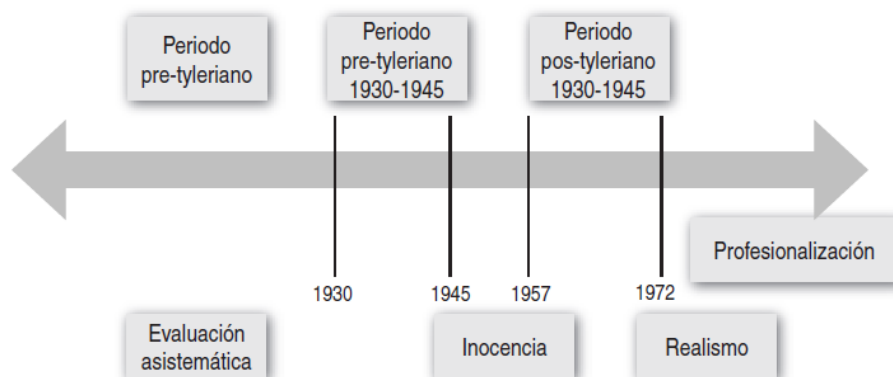 Periodo
pre-tyleriano
Periodo
pre-tyleriano
1930-1945
Periodo
pos-tyleriano
1930-1945
Profesionalización
1930
1945
1957
1972
Evaluación
asistemática
Inocencia
Realismo